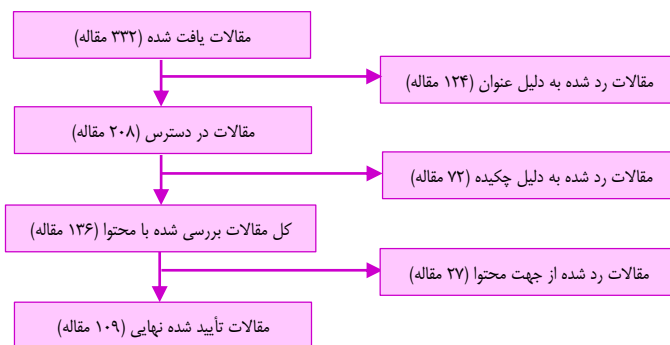 مقالات یافت شده (۳۳۲ مقاله)
مقالات رد شده به دلیل عنوان (۱۲۴ مقاله)
مقالات در دسترس (۲۰۸ مقاله)
مقالات رد شده به دلیل چکیده (۷۲ مقاله)
کل مقالات بررسی شده با محتوا (۱۳۶ مقاله)
مقالات رد شده از جهت محتوا (۲۷ مقاله)
مقالات تأیید شده نهایی (۱۰۹ مقاله)